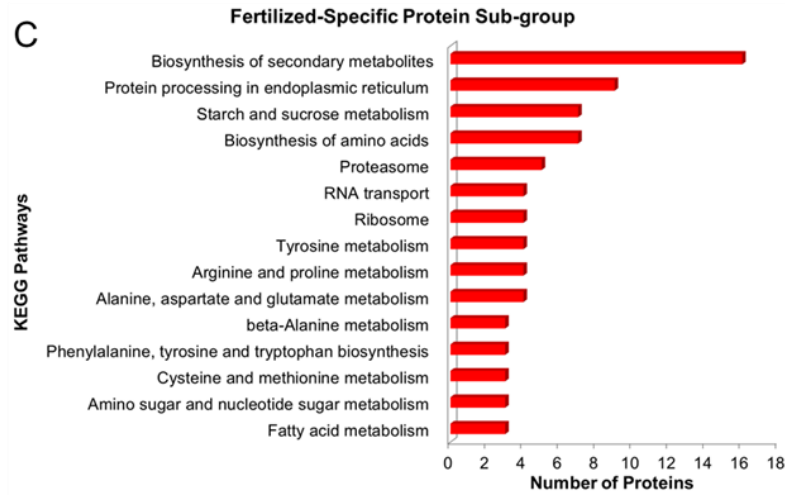 Fertilized-Specific Protein Sub-group
C
Biosynthesis of secondary metabolites
Protein processing in endoplasmic reticulum
Starch and sucrose metabolism
Biosynthesis of amino acids
Proteasome
RNA transport
Ribosome
Tyrosine metabolism
Arginine and proline metabolism
Alanine, aspartate and glutamate metabolism
beta-Alanine metabolism
Phenylalanine, tyrosine and tryptophan biosynthesis
Cysteine and methionine metabolism
Amino sugar and nucleotide sugar metabolism
Fatty acid metabolism
KEGG Pathways
0 2 4 6 8 10 12 14 16 18
Number of Proteins